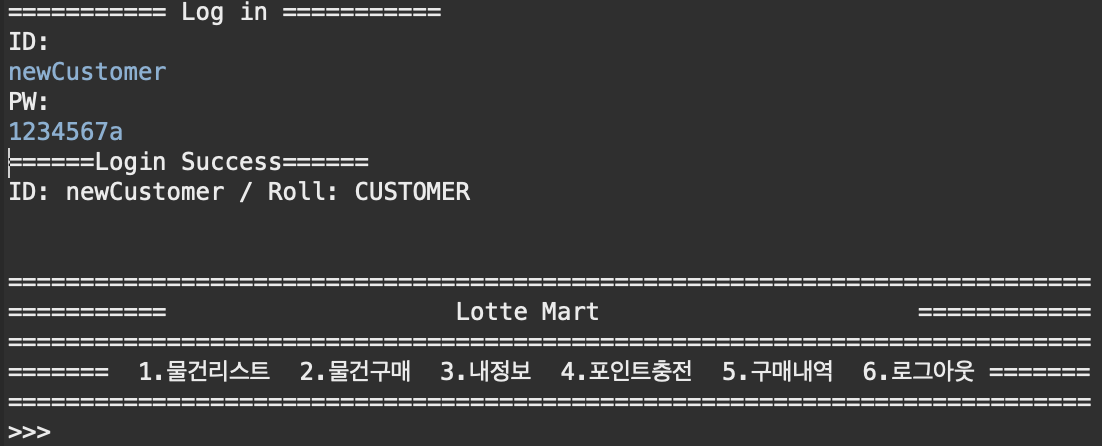 =========== Log in ===========
ID:
newCustomer
PW:
1234567a
======Login Success======
ID: newCustomer / Roll: CUSTOMER
===========================================================================
=========== Lotte Mart ============
===========================================================================
======= 1.물건리스트 2.물건구매 3.내정보 4.포인트충전 5.구매내역 6.로그아웃 =======
===========================================================================
>>>